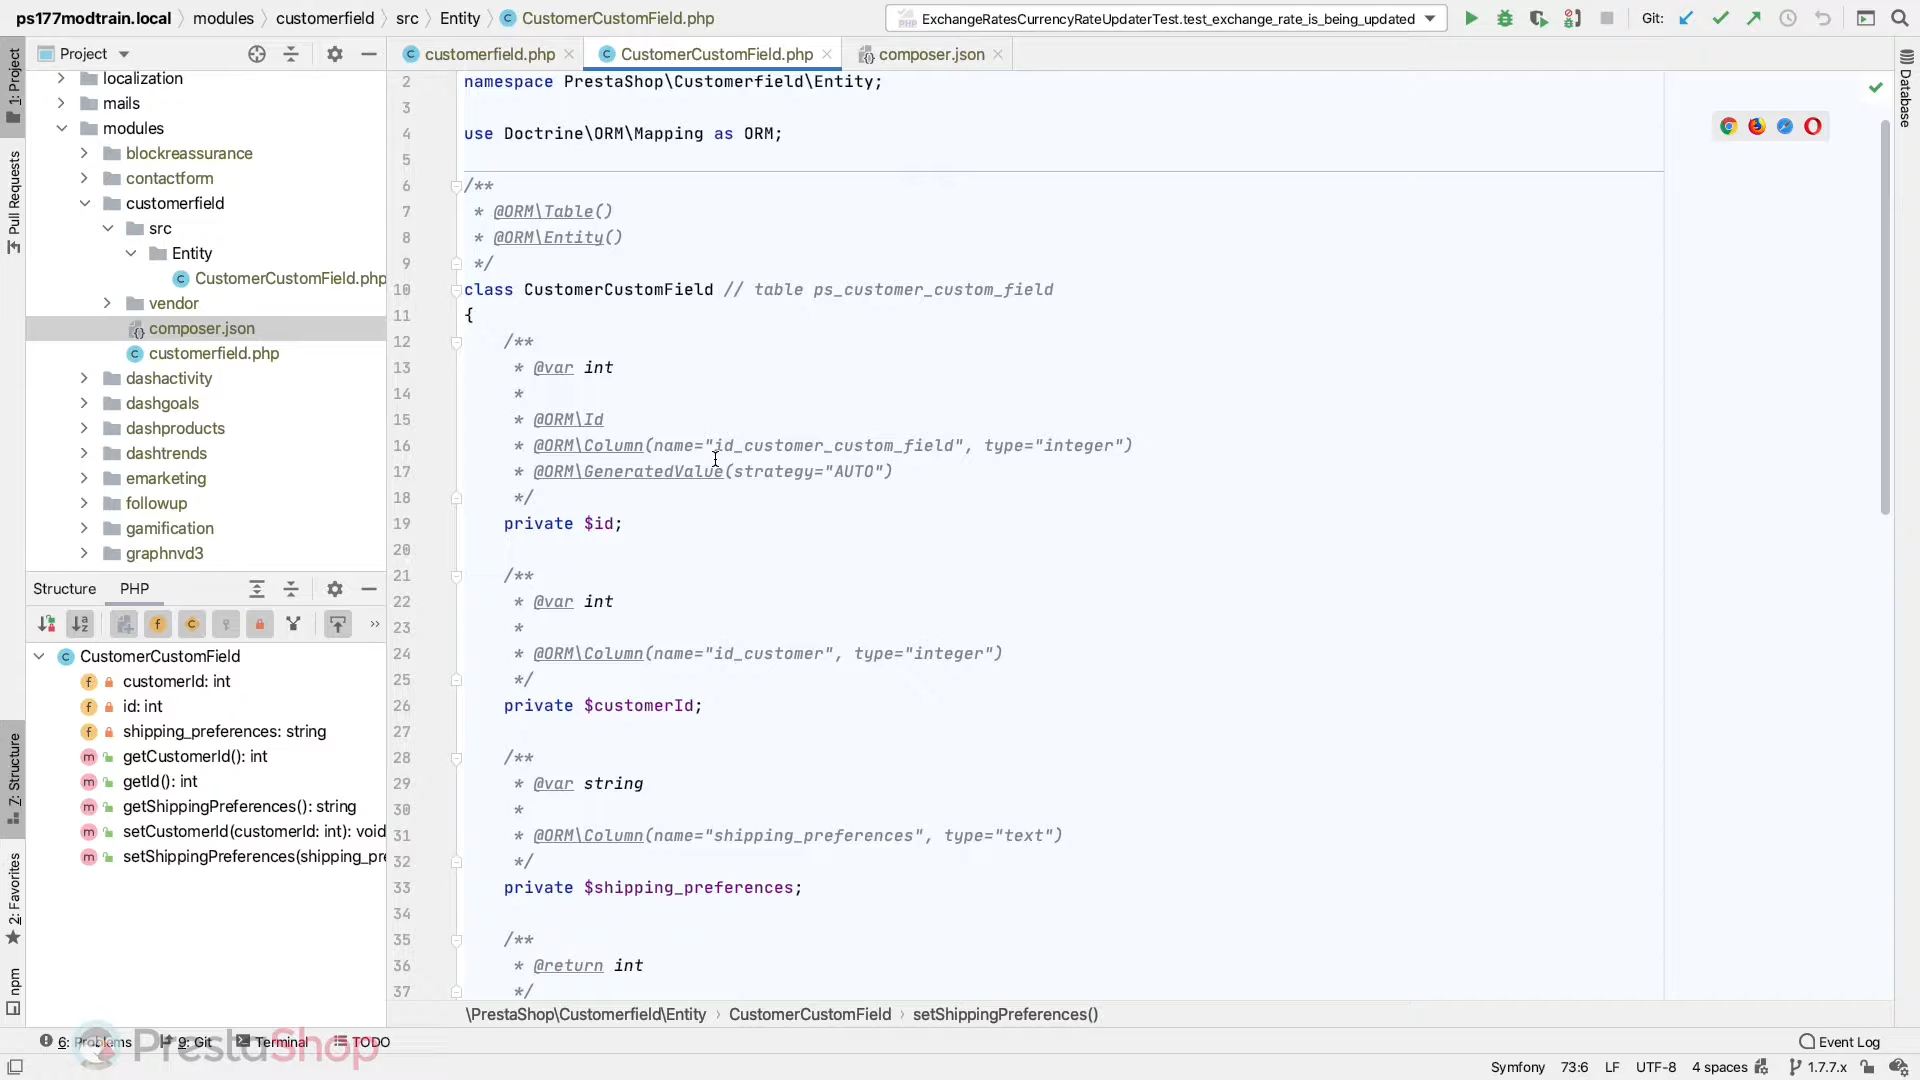 ps177modtrain.local modules customerfield src Entity CustomerCustomField.php
ExchangeRatesCurrencyRateUpdaterTest.test_exchange_rate_is_being_updated
Git:
1: Project
Pull Requests
7: Structure
2: Favorites
npm
Project
localization
mails
modules
blockreassurance
contactform
customerfield
src
Entity
CustomerCustomField.php
vendor
composer.json
customerfield.php
dashactivity
dashgoals
dashproducts
dashtrends
emarketing
followup
gamification
graphnvd3
Structure PHP
CustomerCustomField
customerId: int
id: int
shipping_preferences: string
getCustomerId(): int
getId(): int
getShippingPreferences(): string
setCustomerId(customerId: int): void
setShippingPreferences(shipping_pre
customerfield.php CustomerCustomField.php composer.json
2 namespace PrestaShop\Customerfield\Entity;
3
4 use Doctrine\ORM\Mapping as ORM;
5
6 /**
7 * @ORM\Table()
8 * @ORM\Entity()
9 */
10 class CustomerCustomField // table ps_customer_custom_field
11 {
12 /**
13 * @var int
14 *
15 * @ORM\Id
16 * @ORM\Column(name="id_customer_custom_field", type="integer")
17 * @ORM\GeneratedValue(strategy="AUTO")
18 */
19 private $id;
20
21 /**
22 * @var int
23 *
24 * @ORM\Column(name="id_customer", type="integer")
25 */
26 private $customerId;
27
28 /**
29 * @var string
30 *
31 * @ORM\Column(name="shipping_preferences", type="text")
32 */
33 private $shipping_preferences;
34
35 /**
36 * @return int
37 */
Database
\PrestaShop\Customerfield\Entity CustomerCustomField setShippingPreferences()
6: Problems 9: Git Terminal TODO
PrestaShop
Event Log
Symfony 73:6 LF UTF-8 4 spaces 1.7.7.x